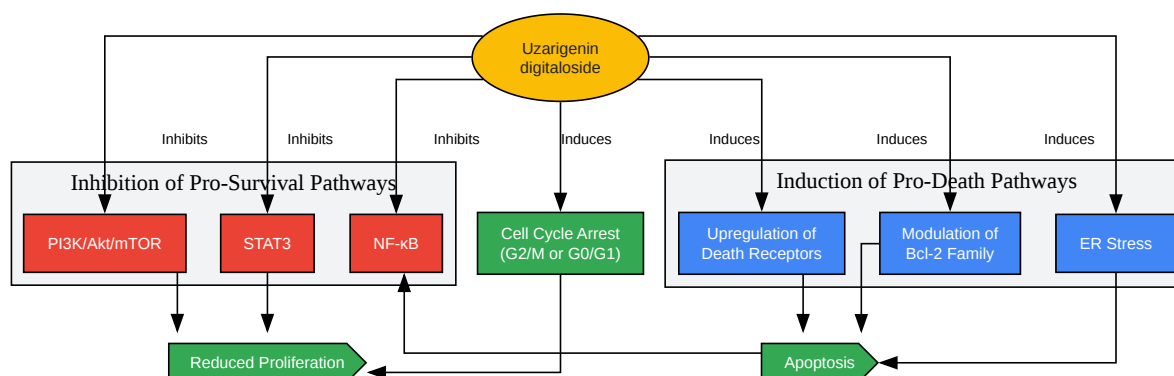 Uzarigenin
digitaloside
Inhibits
Inhibits
Inhibits
Induces
Induces
Induces
Induces
Inhibition of Pro-Survival Pathways
Induction of Pro-Death Pathways
PI3K/Akt/mTOR
STAT3
NF-κB
Cell Cycle Arrest
(G2/M or G0/G1)
Upregulation of
Death Receptors
Modulation of
Bcl-2 Family
ER Stress
Reduced Proliferation
Apoptosis